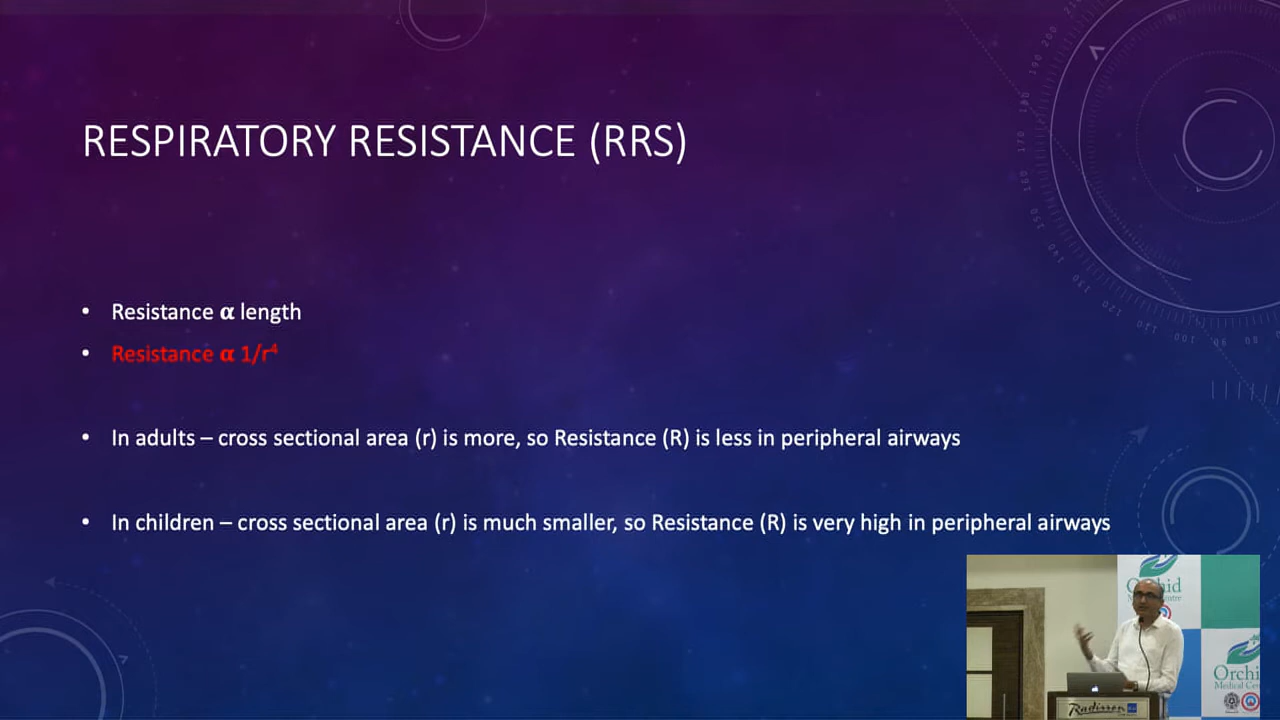 RESPIRATORY RESISTANCE (RRS)
• Resistance α length
• Resistance α 1/r⁴
• In adults – cross sectional area (r) is more, so Resistance (R) is less in peripheral airways
• In children – cross sectional area (r) is much smaller, so Resistance (R) is very high in peripheral airways
Orchid
Orchid
Medical
Radisson